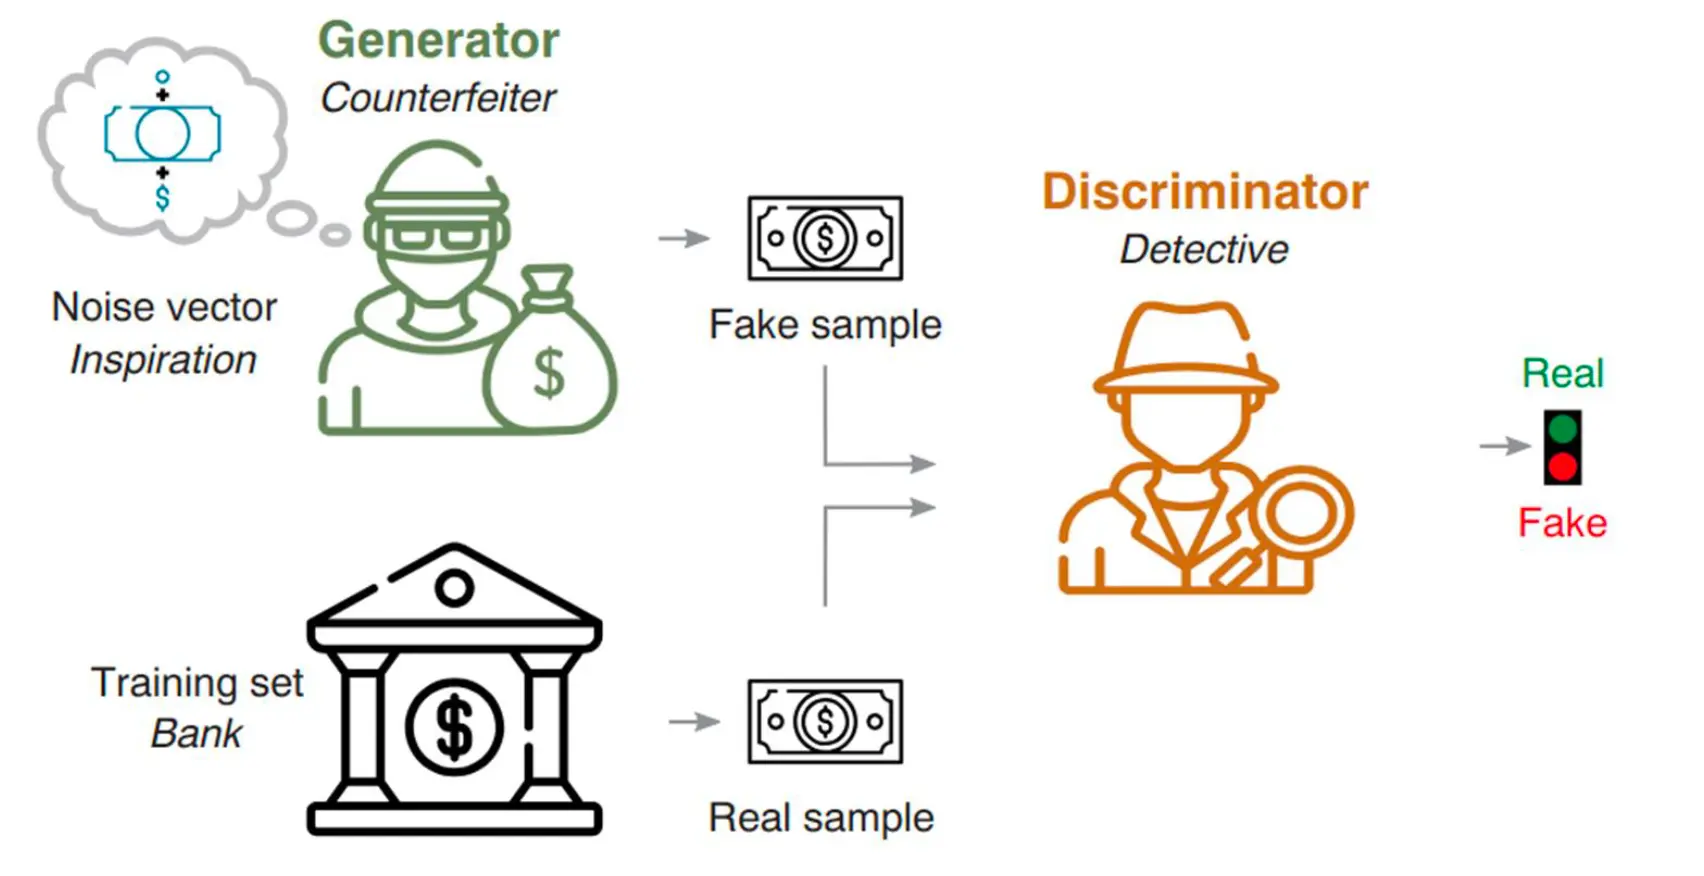 Generator
Counterfeiter
Noise vector
Inspiration
$
$
$
Fake sample
Discriminator
Detective
Real
Fake
Training set
Bank
$
$
Real sample